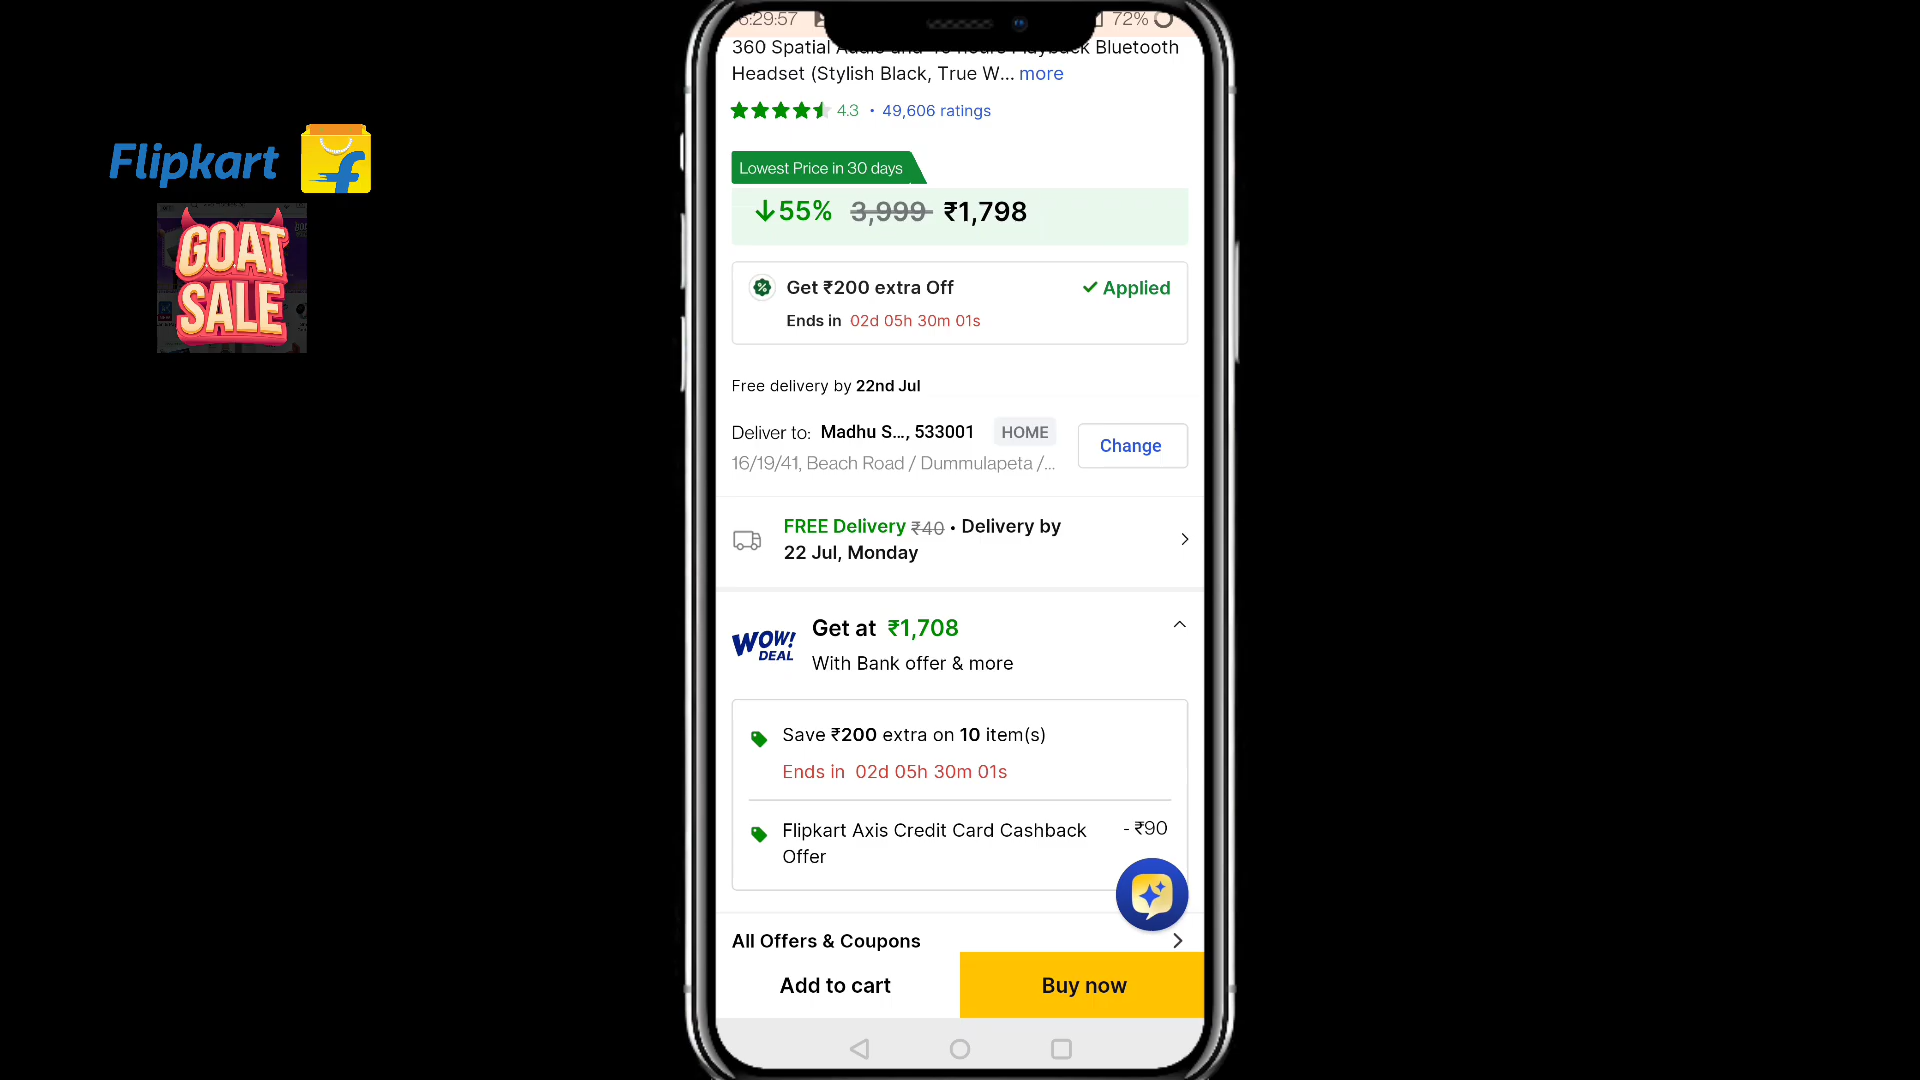 Flipkart
GOAT
SALE
:29:57
72%
360 Spatial Audio and Playback Bluetooth
Headset (Stylish Black, True W... more
4.3 • 49,606 ratings
Lowest Price in 30 days
↓55% 3,999 ₹1,798
Get ₹200 extra Off
Applied
Ends in 02d 05h 30m 01s
Free delivery by 22nd Jul
Deliver to: Madhu S..., 533001 HOME
16/19/41, Beach Road / Dummulapeta /...
Change
FREE Delivery ₹40 • Delivery by
22 Jul, Monday
WOW!
DEAL
Get at ₹1,708
With Bank offer & more
Save ₹200 extra on 10 item(s)
Ends in 02d 05h 30m 01s
Flipkart Axis Credit Card Cashback
Offer
- ₹90
All Offers & Coupons
Add to cart
Buy now